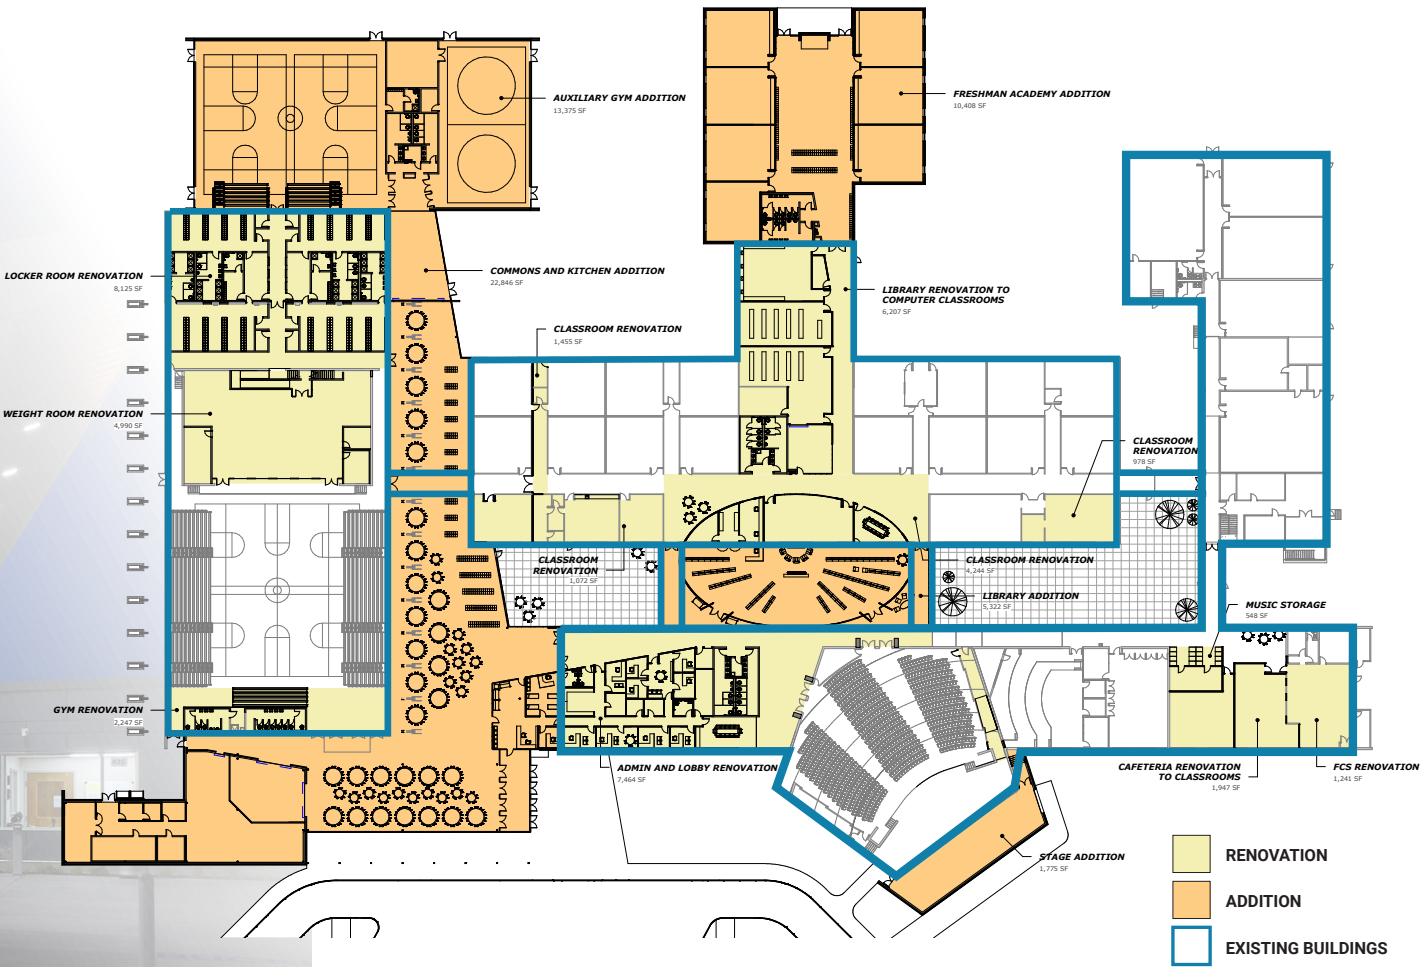 AUXILIARY GYM ADDITION
13,375 SF
FRESHMAN ACADEMY ADDITION
10,408 SF
LOCKER ROOM RENOVATION
8,125 SF
COMMONS AND KITCHEN ADDITION
22,846 SF
LIBRARY RENOVATION TO
COMPUTER CLASSROOMS
6,207 SF
CLASSROOM RENOVATION
1,455 SF
WEIGHT ROOM RENOVATION
4,990 SF
CLASSROOM
RENOVATION
978 SF
CLASSROOM
RENOVATION
1,072 SF
CLASSROOM RENOVATION
4,244 SF
LIBRARY ADDITION
5,322 SF
MUSIC STORAGE
548 SF
GYM RENOVATION
2,247 SF
ADMIN AND LOBBY RENOVATION
7,464 SF
CAFETERIA RENOVATION
TO CLASSROOMS
1,947 SF
FCS RENOVATION
1,241 SF
STAGE ADDITION
1,775 SF
RENOVATION
ADDITION
EXISTING BUILDINGS